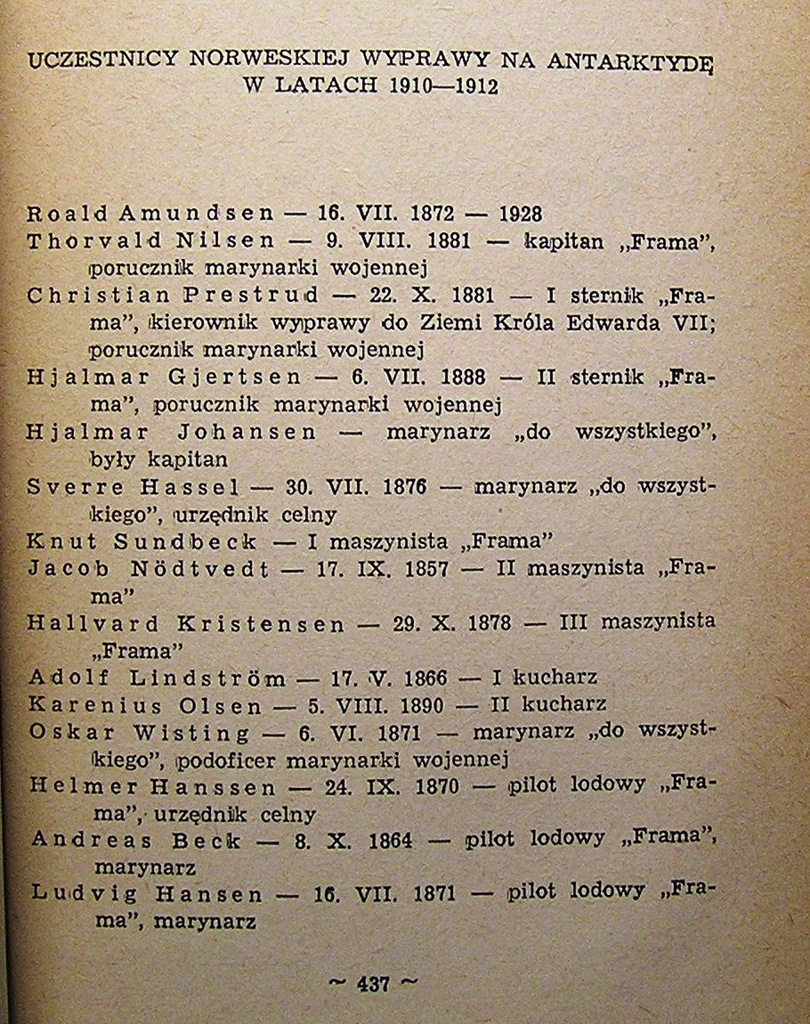 UCZESTNICY NORWESKIEJ WYPRAWY NA ANTARKTYDĘ
W LATACH 1910—1912
Roald Amundsen — 16. VII. 1872 — 1928
Thorvald Nilsen — 9. VIII. 1881 — kapitan „Frama”,
porucznik marynarki wojennej
Christian Prestrud — 22. X. 1881 — I sternik „Fra-
ma”, kierownik wyprawy do Ziemi Króla Edwarda VII;
porucznik marynarki wojennej
Hjalmar Gjertsen — 6. VII. 1888 — II sternik „Fra-
ma”, porucznik marynarki wojennej
Hjalmar Johansen — marynarz „do wszystkiego”,
były kapitan
Sverre Hassel — 30. VII. 1876 — marynarz „do wszyst-
kiego”, urzędnik celny
Knut Sundbeck — I maszynista „Frama”
Jacob Nödtvedt — 17. IX. 1857 — II maszynista „Fra-
ma”
Hallvard Kristensen — 29. X. 1878 — III maszynista
„Frama”
Adolf Lindström — 17. V. 1866 — I kucharz
Karenius Olsen — 5. VIII. 1890 — II kucharz
Oskar Wisting — 6. VI. 1871 — marynarz „do wszyst-
kiego”, podoficer marynarki wojennej
Helmer Hanssen — 24. IX. 1870 — pilot lodowy „Fra-
ma”, urzędnik celny
Andreas Beck — 8. X. 1864 — pilot lodowy „Frama”,
marynarz
Ludvig Hansen — 16. VII. 1871 — pilot lodowy „Fra-
ma”, marynarz
~ 437 ~